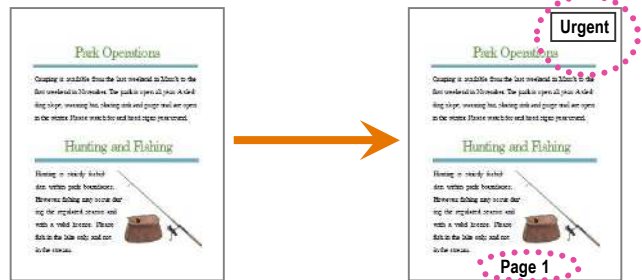 Park Operations
Camping is available from the last weekend in March to the
first weekend in November. The park is open all year. A sled-
ding slope, warming hut, skating rink and gorge trail are open
in the winter. Please watch for and heed signs year round.
Hunting and Fishing
Hunting is strictly forbid-
den within park boundaries.
However fishing may occur dur-
ing the regulated season and
with a valid license. Please
fish in the lake only, and not
in the stream.
Urgent
Park Operations
Camping is available from the last weekend in March to the
first weekend in November. The park is open all year. A sled-
ding slope, warming hut, skating rink and gorge trail are open
in the winter. Please watch for and heed signs year round.
Hunting and Fishing
Hunting is strictly forbid-
den within park boundaries.
However fishing may occur dur-
ing the regulated season and
with a valid license. Please
fish in the lake only, and not
in the stream.
Page 1